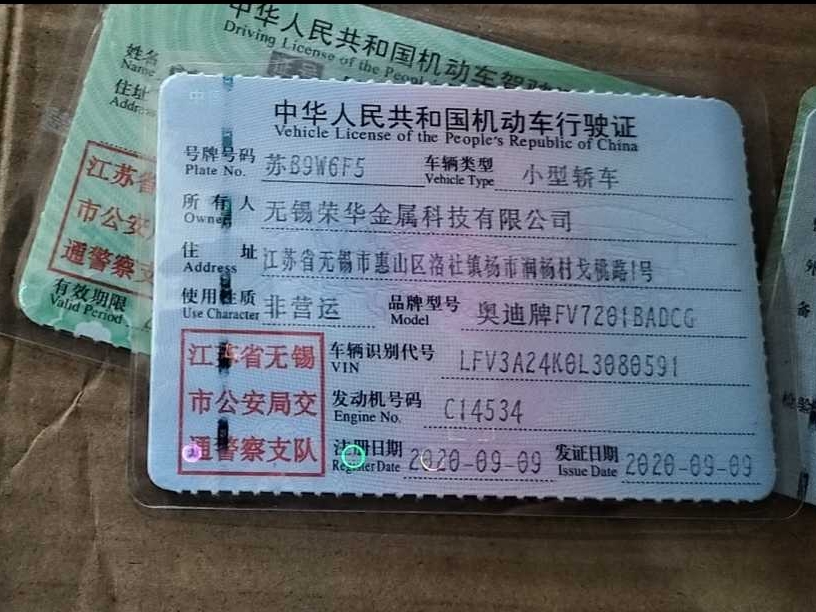 中华人民共和国机动车驾驶
Driving License of the People
姓名
Name
住址
Address
江苏省
市公安
通警察支
有效期限
Valid Period
中华人民共和国机动车行驶证
Vehicle License of the People's Republic of China
号牌号码 苏B9W6F5 车辆类型 小型轿车
Plate No. Vehicle Type
所有人 无锡荣华金属科技有限公司
Owner
住址 江苏省无锡市惠山区洛社镇杨市润杨村戈桃路1号
Address
使用性质 非营运 品牌型号 奥迪牌FV7201BADCG
Use Character Model
江苏省无锡
市公安局交
通警察支队
车辆识别代号 LFV3A24K0L3080591
VIN
发动机号码 C14534
Engine No.
注册日期 2020-09-09 发证日期 2020-09-09
Register Date Issue Date